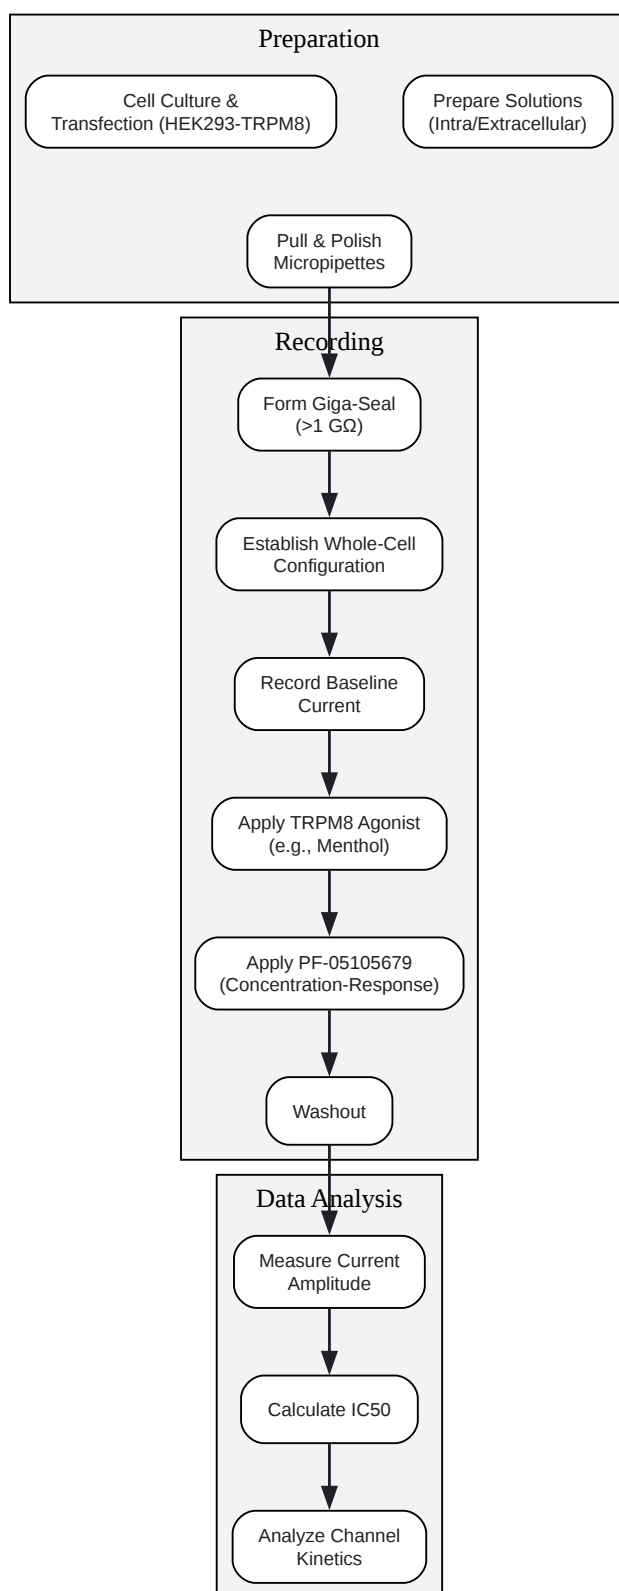 Preparation
Cell Culture &
Transfection (HEK293-TRPM8)
Prepare Solutions
(Intra/Extracellular)
Pull & Polish
Micropipettes
Recording
Form Giga-Seal
(>1 GΩ)
Establish Whole-Cell
Configuration
Record Baseline
Current
Apply TRPM8 Agonist
(e.g., Menthol)
Apply PF-05105679
(Concentration-Response)
Washout
Data Analysis
Measure Current
Amplitude
Calculate IC50
Analyze Channel
Kinetics